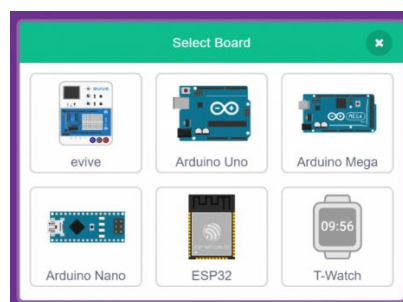 Select Board
evive
Arduino Uno
Arduino Mega
Arduino Nano
ESP32
09:56
T-Watch